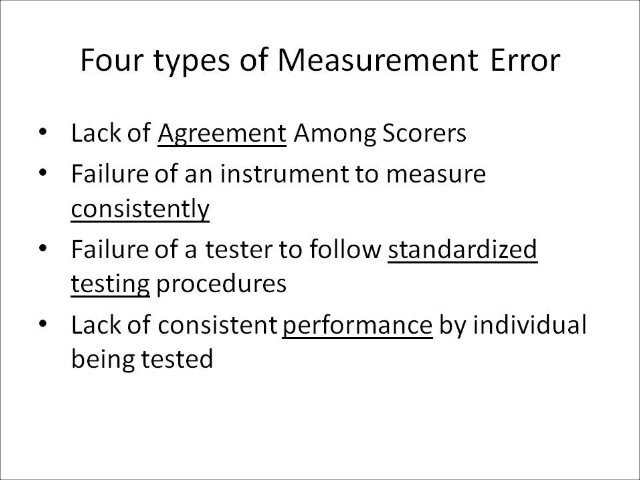 Four types of Measurement Error
• Lack of Agreement Among Scorers
• Failure of an instrument to measure
consistently
• Failure of a tester to follow standardized
testing procedures
• Lack of consistent performance by individual
being tested